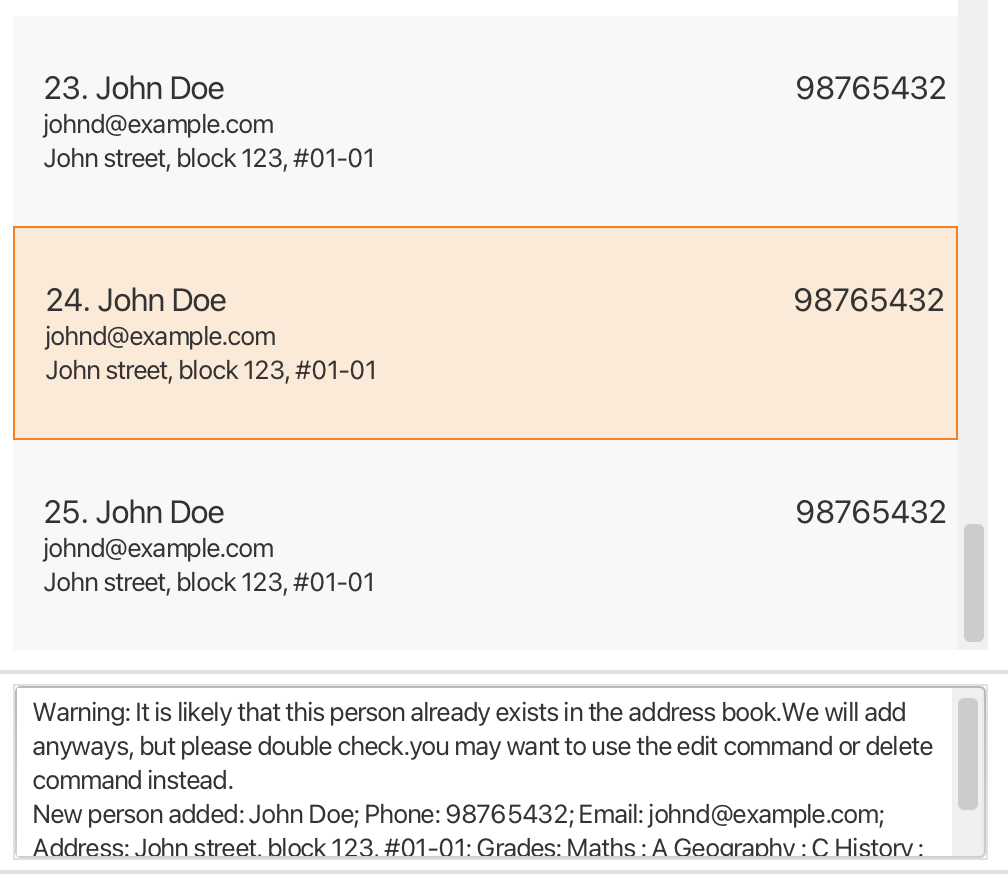 23. John Doe 98765432
johnd@example.com
John street, block 123, #01-01
24. John Doe 98765432
johnd@example.com
John street, block 123, #01-01
25. John Doe 98765432
johnd@example.com
John street, block 123, #01-01
Warning: It is likely that this person already exists in the address book.We will add
anyways, but please double check.you may want to use the edit command or delete
command instead.
New person added: John Doe; Phone: 98765432; Email: johnd@example.com;
Address: John street, block 123, #01-01; Grades: Maths : A Geography : C History :